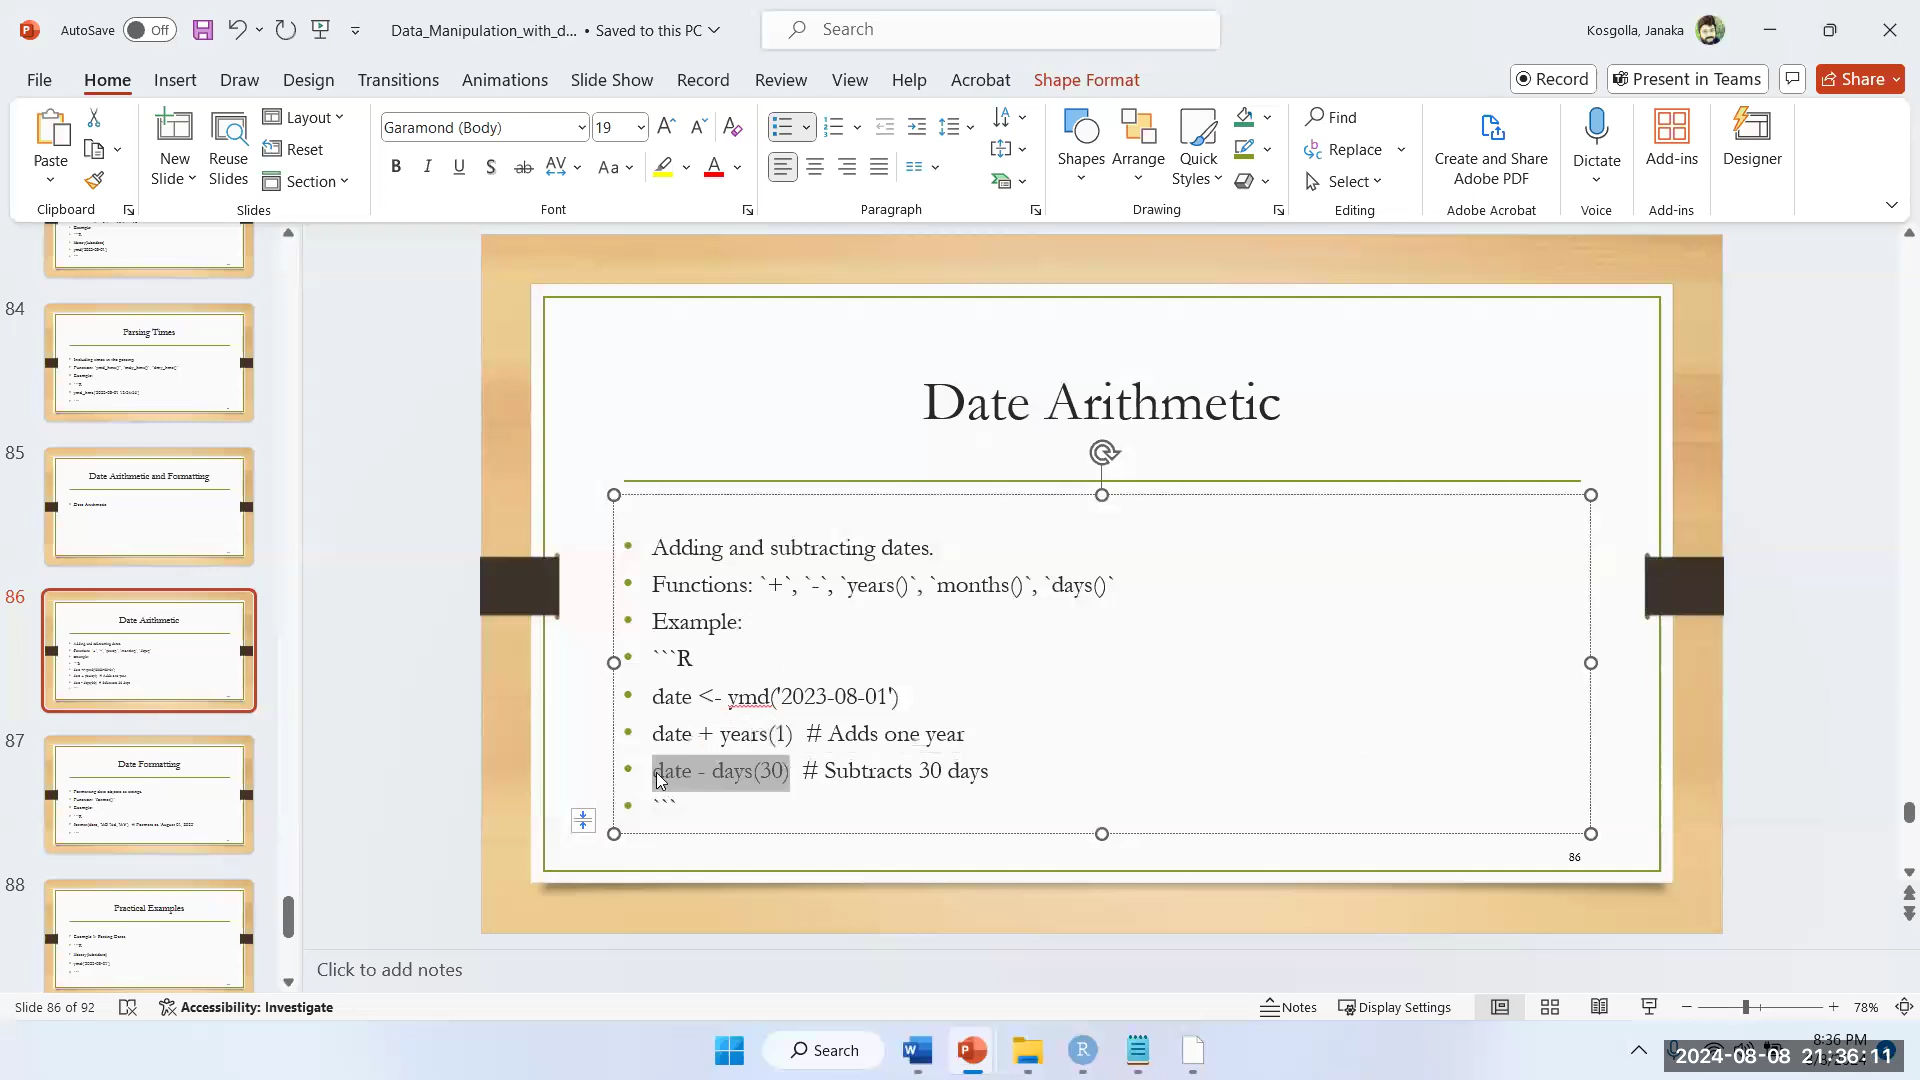 AutoSave Off Data_Manipulation_with_d... • Saved to this PC Search Kosgolla, Janaka
File Home Insert Draw Design Transitions Animations Slide Show Record Review View Help Acrobat Shape Format Record Present in Teams Share
Paste Clipboard
New Slide Reuse Slides Layout Reset Section Slides
Garamond (Body) 19 Font
Paragraph
Shapes Arrange Quick Styles Drawing
Find Replace Select Editing
Create and Share Adobe PDF Adobe Acrobat
Dictate Voice
Add-ins Add-ins
Designer
84
Parsing Times
85
Date Arithmetic and Formatting
Date Arithmetic
86
Date Arithmetic
87
Date Formatting
88
Practical Examples
Date Arithmetic
Adding and subtracting dates.
Functions: `+`, `-`, `years()`, `months()`, `days()`
Example:
```R
date <- ymd('2023-08-01')
date + years(1)  # Adds one year
date - days(30)  # Subtracts 30 days
```
86
Click to add notes
Slide 86 of 92 Accessibility: Investigate Notes Display Settings 78%
Search
8:36 PM
2024-08-08 21:36:11